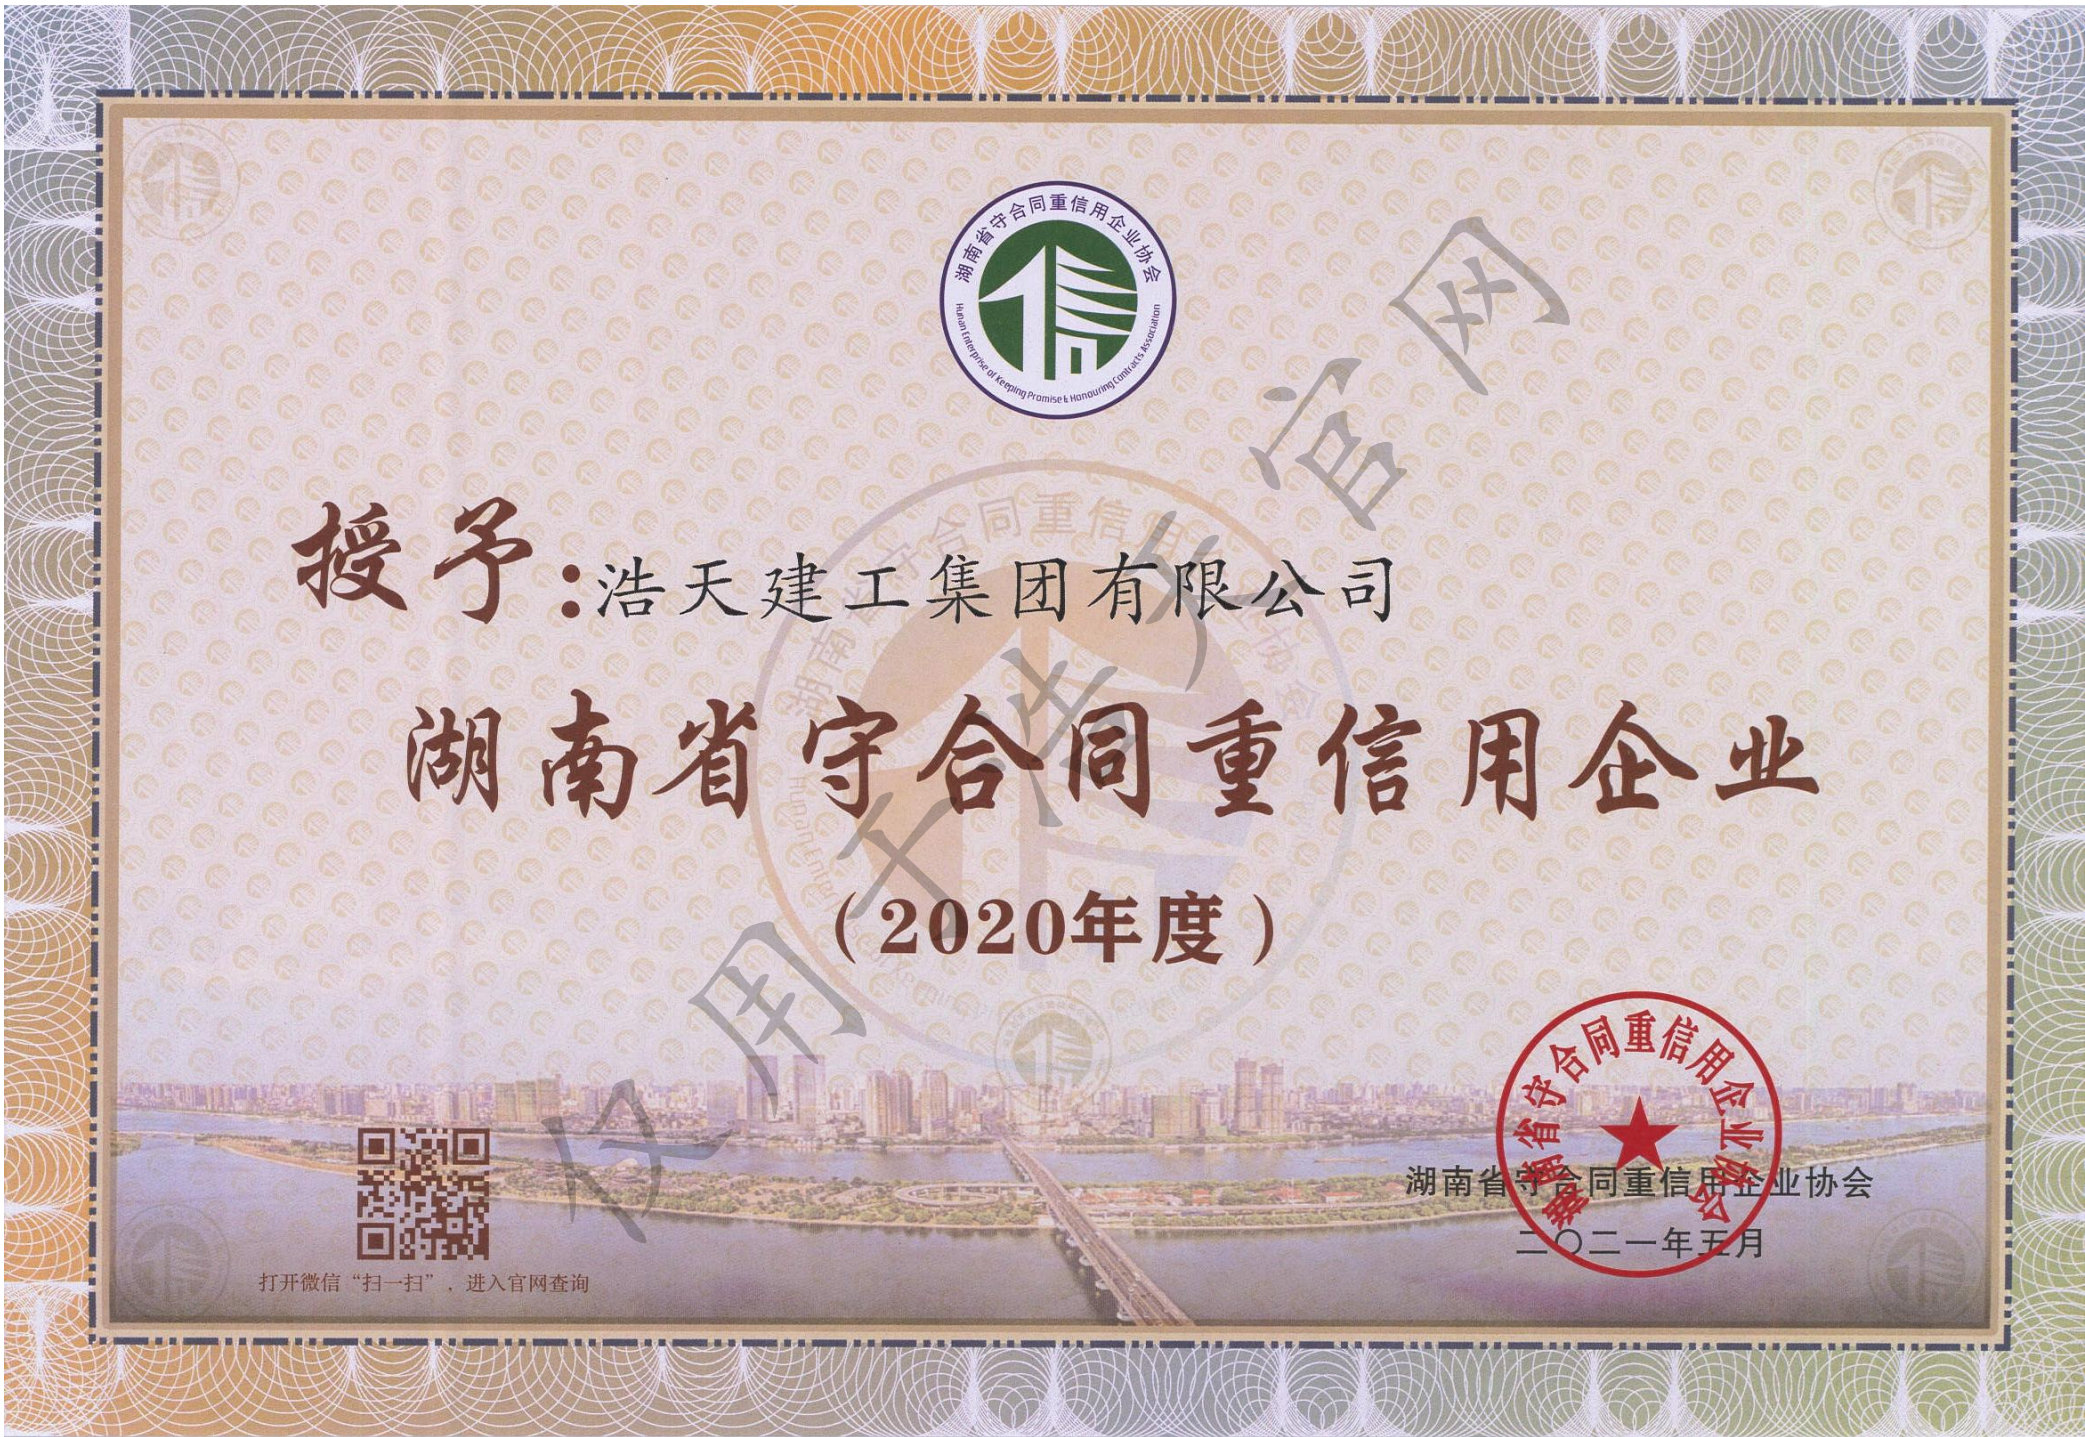 湖南省守合同重信用企业协会
Hunan Enterprise of Keeping Promise & Honouring Contracts Association
授予:浩天建工集团有限公司
湖南省守合同重信用企业
(2020年度)
湖南省守合同重信用企业协会
湖南省守合同重信用企业协会
二〇二一年五月
打开微信“扫一扫”，进入官网查询
仅用于浩天官网